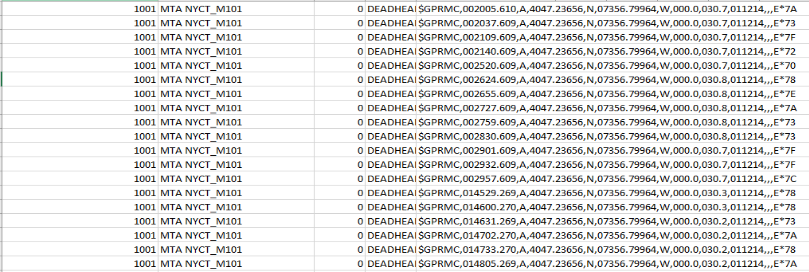 1001 MTA NYCT_M101 0 DEADHEAI $GPRMC,002005.610,A,4047.23656,N,07356.79964,W,000.0,030.7,011214,,,E*7A
1001 MTA NYCT_M101 0 DEADHEAI $GPRMC,002037.609,A,4047.23656,N,07356.79964,W,000.0,030.7,011214,,,E*73
1001 MTA NYCT_M101 0 DEADHEAI $GPRMC,002109.609,A,4047.23656,N,07356.79964,W,000.0,030.7,011214,,,E*7F
1001 MTA NYCT_M101 0 DEADHEAI $GPRMC,002140.609,A,4047.23656,N,07356.79964,W,000.0,030.7,011214,,,E*72
1001 MTA NYCT_M101 0 DEADHEAI $GPRMC,002520.609,A,4047.23656,N,07356.79964,W,000.0,030.7,011214,,,E*70
1001 MTA NYCT_M101 0 DEADHEAI $GPRMC,002624.609,A,4047.23656,N,07356.79964,W,000.0,030.8,011214,,,E*78
1001 MTA NYCT_M101 0 DEADHEAI $GPRMC,002655.609,A,4047.23656,N,07356.79964,W,000.0,030.8,011214,,,E*7E
1001 MTA NYCT_M101 0 DEADHEAI $GPRMC,002727.609,A,4047.23656,N,07356.79964,W,000.0,030.8,011214,,,E*7A
1001 MTA NYCT_M101 0 DEADHEAI $GPRMC,002759.609,A,4047.23656,N,07356.79964,W,000.0,030.8,011214,,,E*73
1001 MTA NYCT_M101 0 DEADHEAI $GPRMC,002830.609,A,4047.23656,N,07356.79964,W,000.0,030.8,011214,,,E*73
1001 MTA NYCT_M101 0 DEADHEAI $GPRMC,002901.609,A,4047.23656,N,07356.79964,W,000.0,030.7,011214,,,E*7F
1001 MTA NYCT_M101 0 DEADHEAI $GPRMC,002932.609,A,4047.23656,N,07356.79964,W,000.0,030.7,011214,,,E*7F
1001 MTA NYCT_M101 0 DEADHEAI $GPRMC,002957.609,A,4047.23656,N,07356.79964,W,000.0,030.7,011214,,,E*7C
1001 MTA NYCT_M101 0 DEADHEAI $GPRMC,014529.269,A,4047.23656,N,07356.79964,W,000.0,030.3,011214,,,E*78
1001 MTA NYCT_M101 0 DEADHEAI $GPRMC,014600.270,A,4047.23656,N,07356.79964,W,000.0,030.3,011214,,,E*78
1001 MTA NYCT_M101 0 DEADHEAI $GPRMC,014631.269,A,4047.23656,N,07356.79964,W,000.0,030.2,011214,,,E*73
1001 MTA NYCT_M101 0 DEADHEAI $GPRMC,014702.270,A,4047.23656,N,07356.79964,W,000.0,030.2,011214,,,E*7A
1001 MTA NYCT_M101 0 DEADHEAI $GPRMC,014733.270,A,4047.23656,N,07356.79964,W,000.0,030.2,011214,,,E*78
1001 MTA NYCT_M101 0 DEADHEAI $GPRMC,014805.269,A,4047.23656,N,07356.79964,W,000.0,030.2,011214,,,E*7A